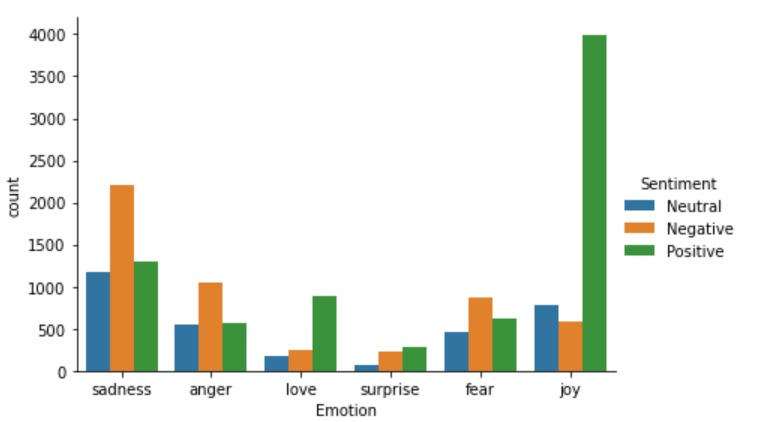 4000
3500
3000
2500
2000
1500
1000
500
0
count
sadness anger love surprise fear joy
Emotion
Sentiment
Neutral
Negative
Positive